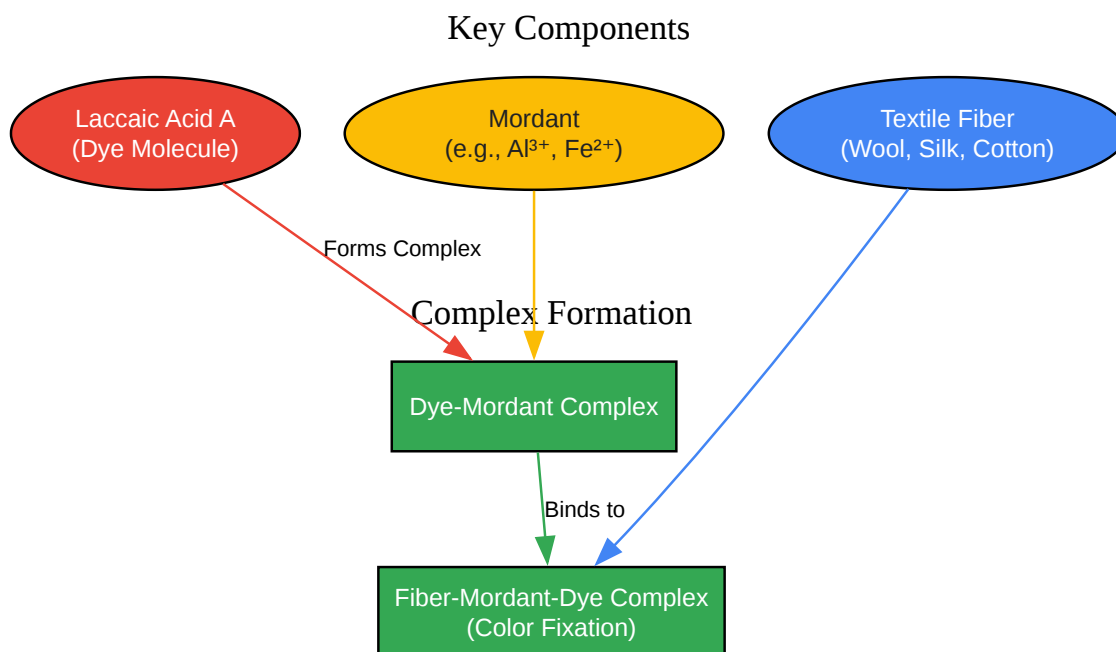 Key Components
Laccaic Acid A
(Dye Molecule)
Mordant
(e.g., Al³⁺, Fe²⁺)
Textile Fiber
(Wool, Silk, Cotton)
Forms Complex
Complex Formation
Dye-Mordant Complex
Binds to
Fiber-Mordant-Dye Complex
(Color Fixation)